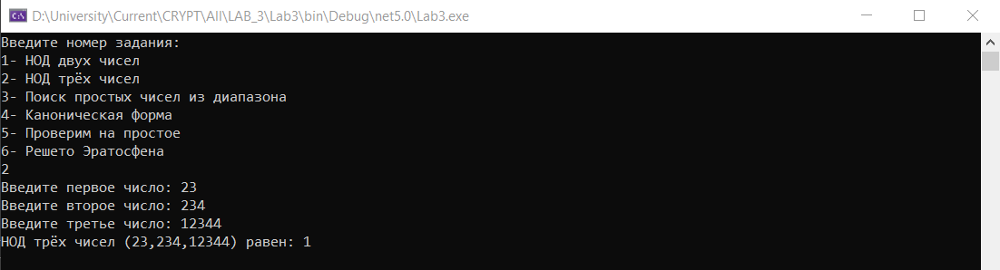 D:\University\Current\CRYPT\All\LAB_3\Lab3\bin\Debug\net5.0\Lab3.exe
Введите номер задания:
1- НОД двух чисел
2- НОД трёх чисел
3- Поиск простых чисел из диапазона
4- Каноническая форма
5- Проверим на простое
6- Решето Эратосфена
2
Введите первое число: 23
Введите второе число: 234
Введите третье число: 12344
НОД трёх чисел (23,234,12344) равен: 1